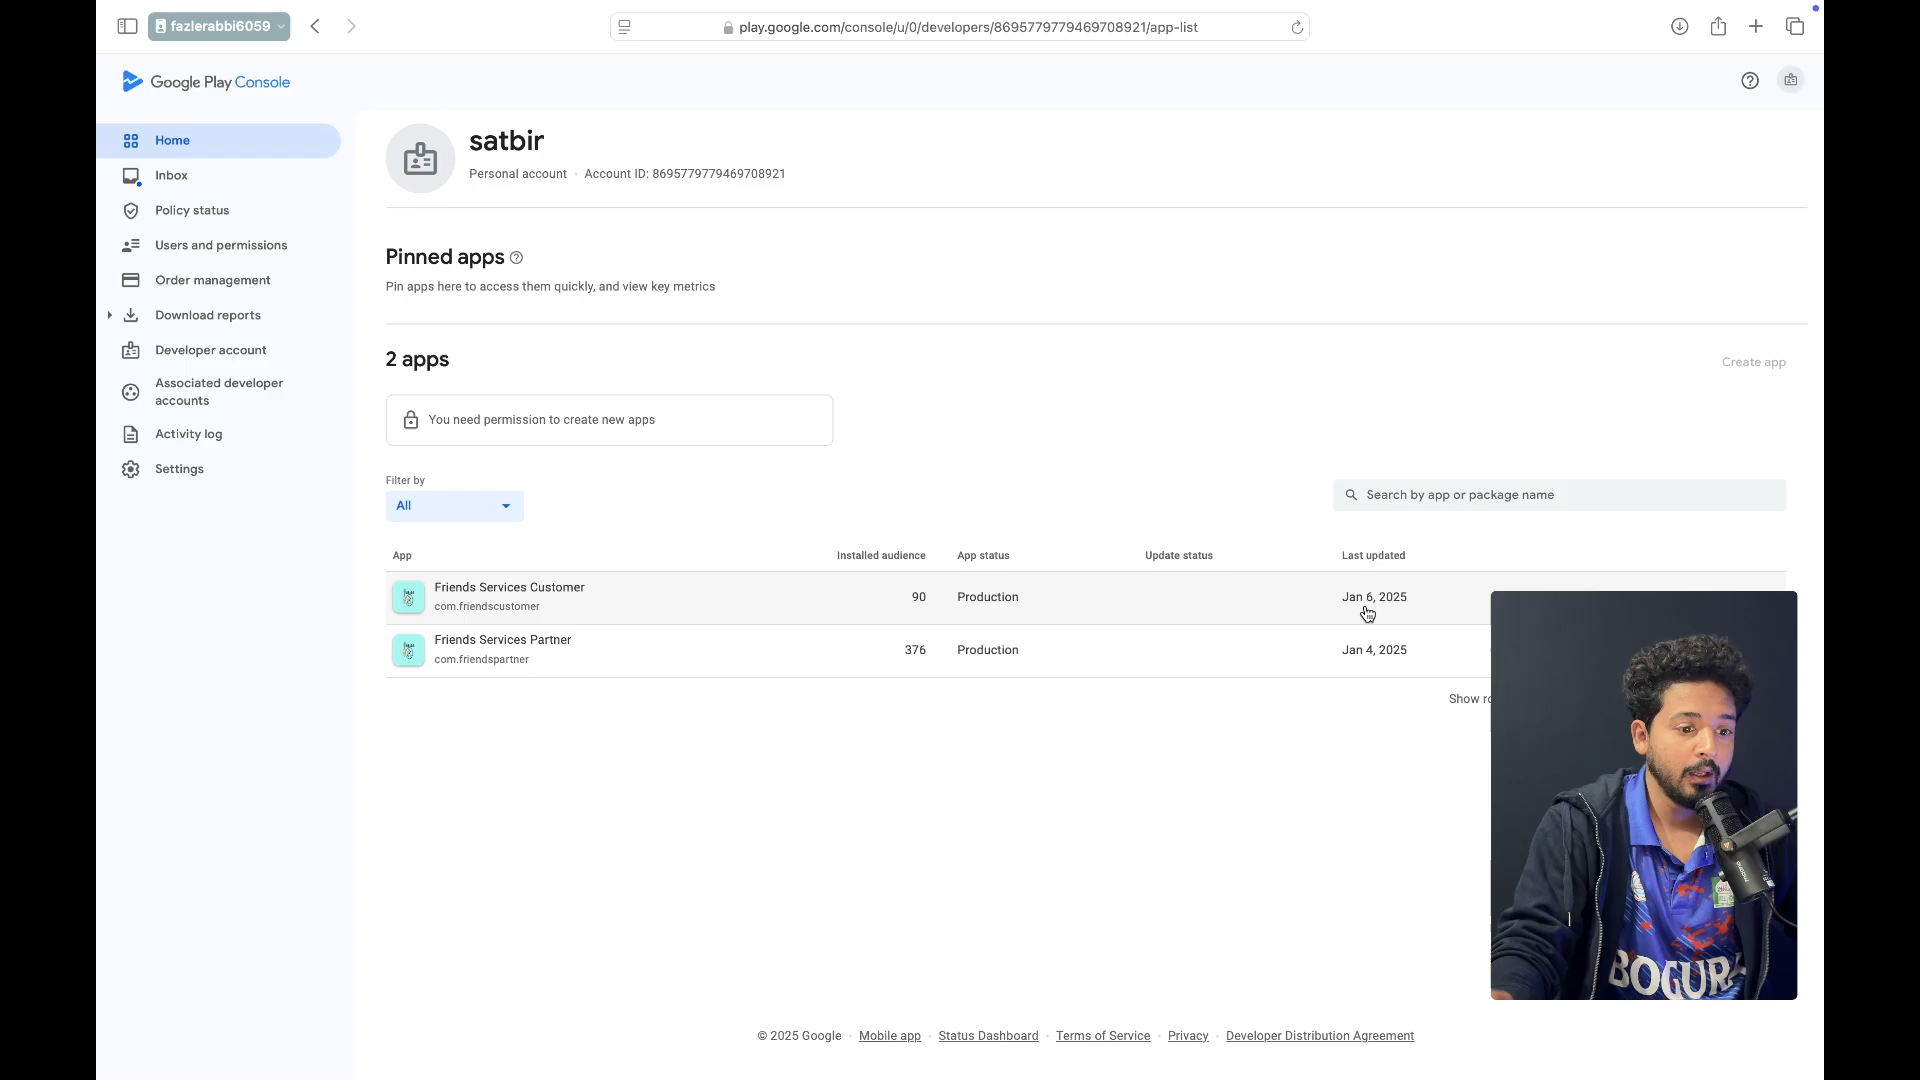 fazlerabbi6059
play.google.com/console/u/0/developers/8695779779469708921/app-list
Google Play Console
Home
Inbox
Policy status
Users and permissions
Order management
Download reports
Developer account
Associated developer
accounts
Activity log
Settings
satbir
Personal account · Account ID: 8695779779469708921
Pinned apps
Pin apps here to access them quickly, and view key metrics
2 apps
Create app
You need permission to create new apps
Filter by
All
Search by app or package name
App Installed audience App status Update status Last updated
Friends Services Customer
com.friendscustomer
90 Production Jan 6, 2025
Friends Services Partner
com.friendspartner
376 Production Jan 4, 2025
Show
BOGURA
© 2025 Google · Mobile app · Status Dashboard · Terms of Service · Privacy · Developer Distribution Agreement